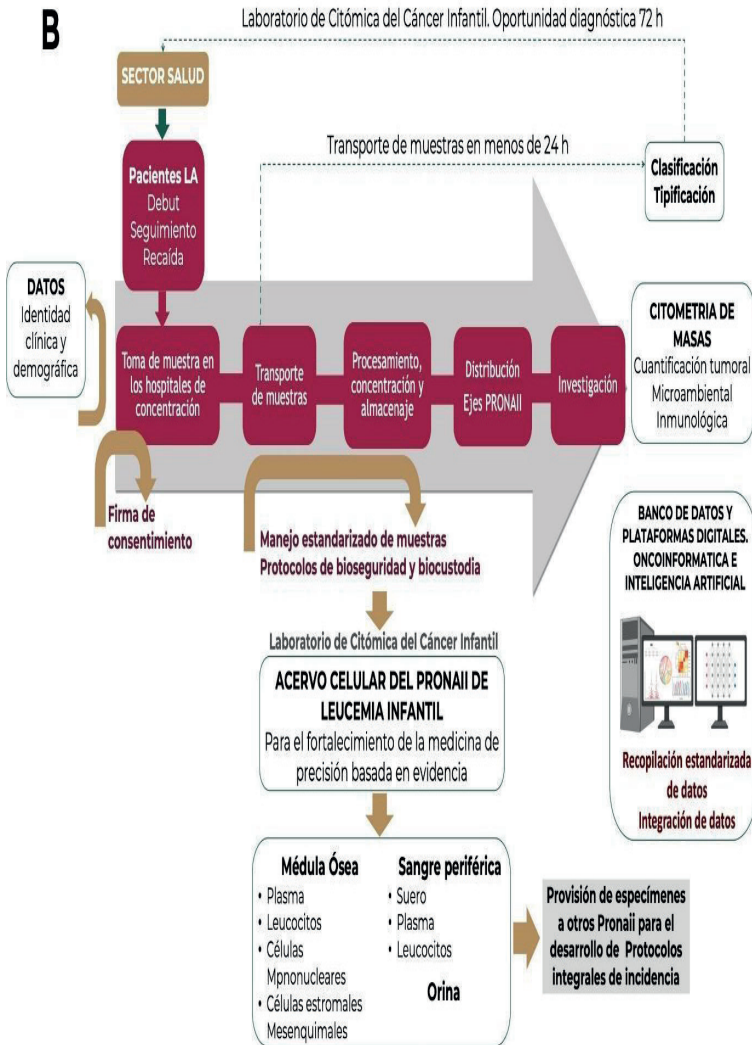 B
Laboratorio de Citómica del Cáncer Infantil. Oportunidad diagnóstica 72 h
SECTOR SALUD
Transporte de muestras en menos de 24 h
Clasificación
Tipificación
Pacientes LA
Debut
Seguimiento
Recaída
DATOS
Identidad
clínica y
demográfica
Toma de muestra en
los hospitales de
concentración
Transporte
de muestras
Procesamiento,
concentración y
almacenaje
Distribución
Ejes PRONAII
Investigación
CITOMETRIA DE
MASAS
Cuantificación tumoral
Microambiental
Inmunológica
Firma de
consentimiento
Manejo estandarizado de muestras
Protocolos de bioseguridad y biocustodia
BANCO DE DATOS Y
PLATAFORMAS DIGITALES.
ONCOINFORMATICA E
INTELIGENCIA ARTIFICIAL
Recopilación estandarizada
de datos
Integración de datos
Laboratorio de Citómica del Cáncer Infantil
ACERVO CELULAR DEL PRONAII DE
LEUCEMIA INFANTIL
Para el fortalecimiento de la medicina de
precisión basada en evidencia
Médula Ósea
• Plasma
• Leucocitos
• Células
Mpnonucleares
• Células estromales
Mesenquimales
Sangre periférica
• Suero
• Plasma
• Leucocitos
Orina
Provisión de especímenes
a otros Pronaii para el
desarrollo de Protocolos
integrales de incidencia